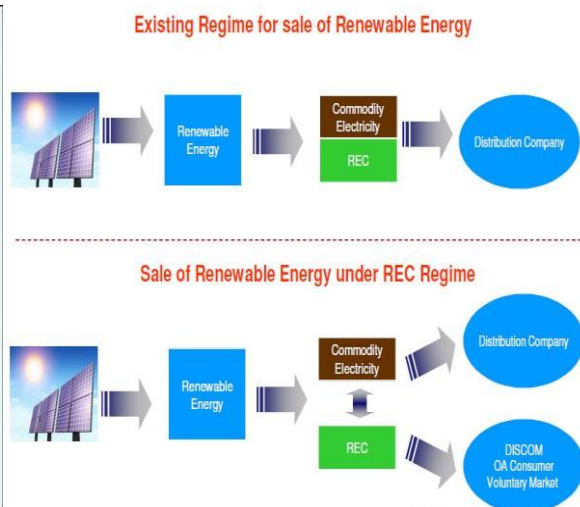 Existing Regime for sale of Renewable Energy
Renewable
Energy
Commodity
Electricity
REC
Distribution Company
Sale of Renewable Energy under REC Regime
Renewable
Energy
Commodity
Electricity
REC
Distribution Company
DISCOM
OA Consumer
Voluntary Market